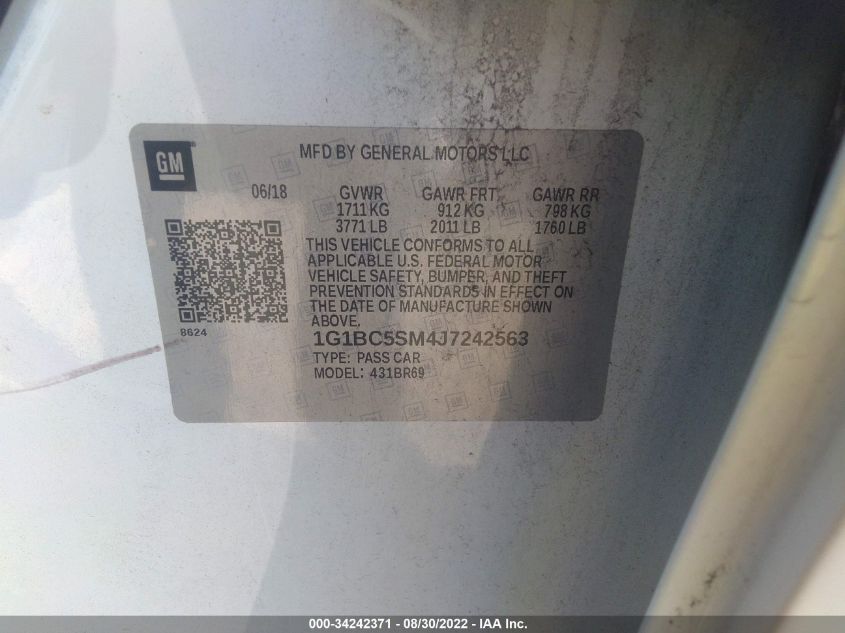 GM
MFD BY GENERAL MOTORS LLC
06/18 GVWR GAWR FRT GAWR RR
1711 KG 912 KG 798 KG
3771 LB 2011 LB 1760 LB
THIS VEHICLE CONFORMS TO ALL
APPLICABLE U.S. FEDERAL MOTOR
VEHICLE SAFETY, BUMPER, AND THEFT
PREVENTION STANDARDS IN EFFECT ON
THE DATE OF MANUFACTURE SHOWN
ABOVE.
8624
1G1BC5SM4J7242563
TYPE: PASS CAR
MODEL: 431BR69
000-34242371 - 08/30/2022 - IAA Inc.